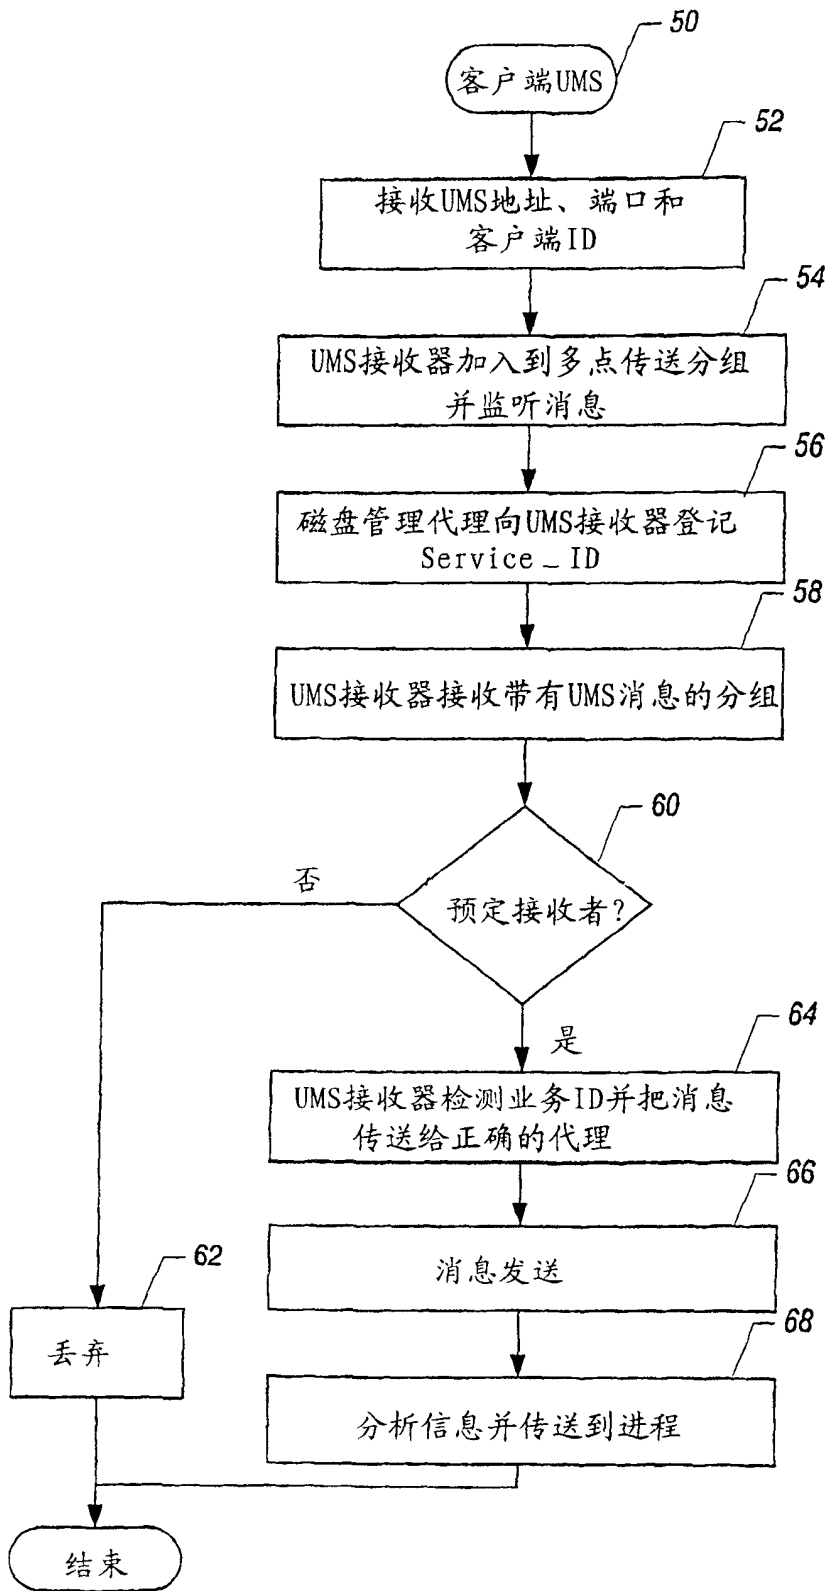 50
客户端UMS
52
接收UMS地址、端口和
客户端ID
54
UMS接收器加入到多点传送分组
并监听消息
56
磁盘管理代理向UMS接收器登记
Service_ID
58
UMS接收器接收带有UMS消息的分组
60
否
预定接收者?
是
64
UMS接收器检测业务ID并把消息
传送给正确的代理
66
消息发送
62
丢弃
68
分析信息并传送到进程
结束